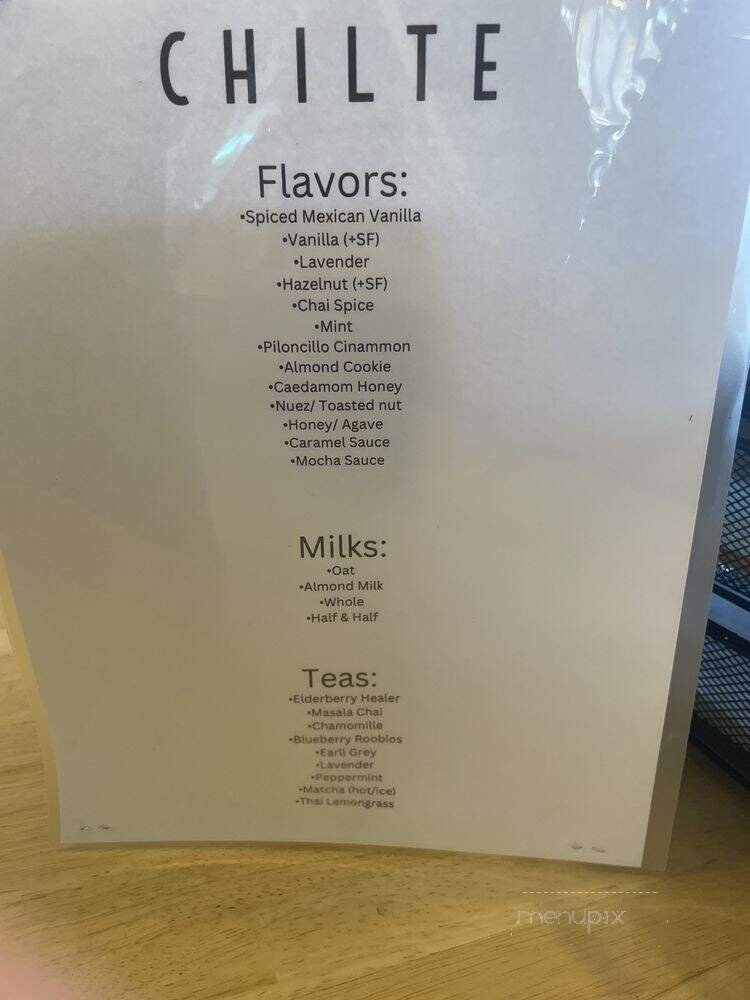 CHILTE
Flavors:
•Spiced Mexican Vanilla
•Vanilla (+SF)
•Lavender
•Hazelnut (+SF)
•Chai Spice
•Mint
•Piloncillo Cinammon
•Almond Cookie
•Caedamom Honey
•Nuez/ Toasted nut
•Honey/ Agave
•Caramel Sauce
•Mocha Sauce
Milks:
•Oat
•Almond Milk
•Whole
•Half & Half
Teas:
•Elderberry Healer
•Masala Chai
•Chamomille
•Blueberry Roobios
•Earll Grey
•Lavender
•Peppermint
•Matcha (hot/ice)
•Thai Lemongrass
menupix